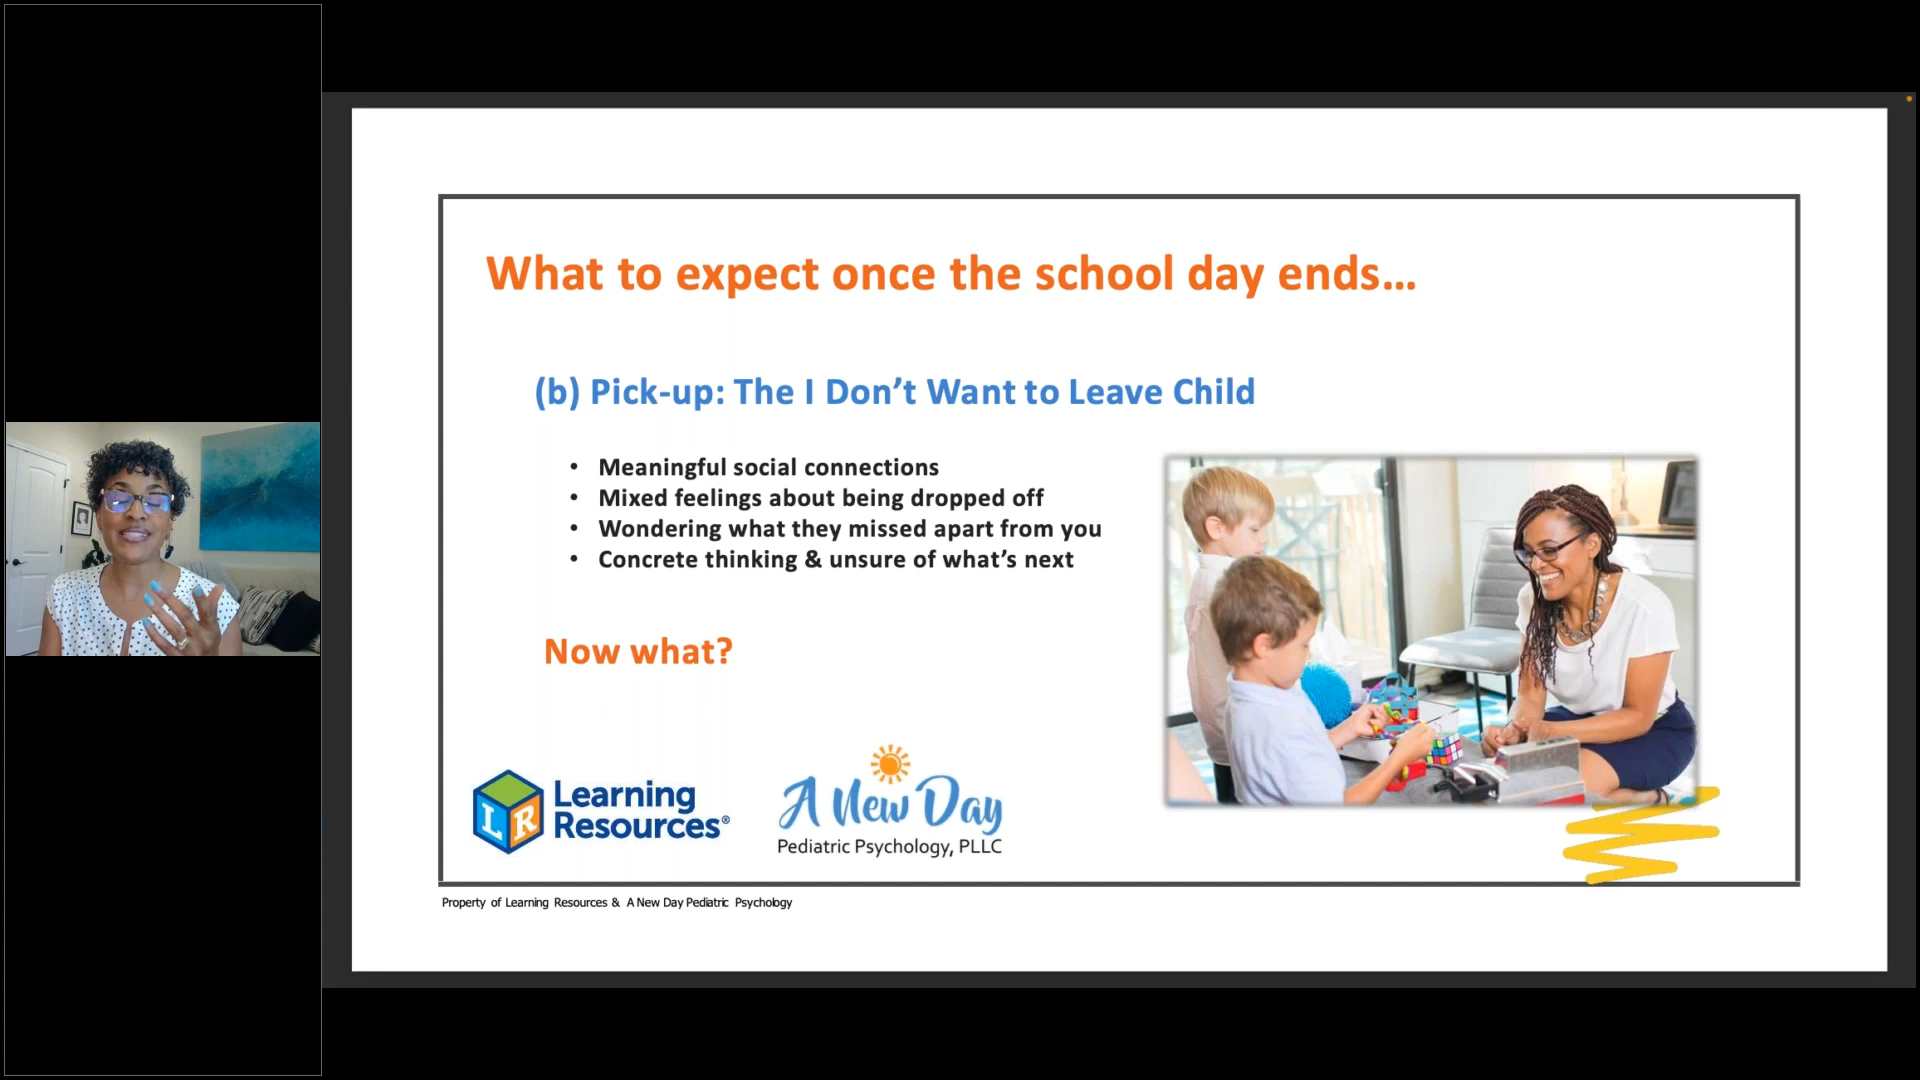 What to expect once the school day ends...
(b) Pick-up: The I Don’t Want to Leave Child
• Meaningful social connections
• Mixed feelings about being dropped off
• Wondering what they missed apart from you
• Concrete thinking & unsure of what’s next
Now what?
LR Learning
Resources®
A New Day
Pediatric Psychology, PLLC
Property of Learning Resources & A New Day Pediatric Psychology